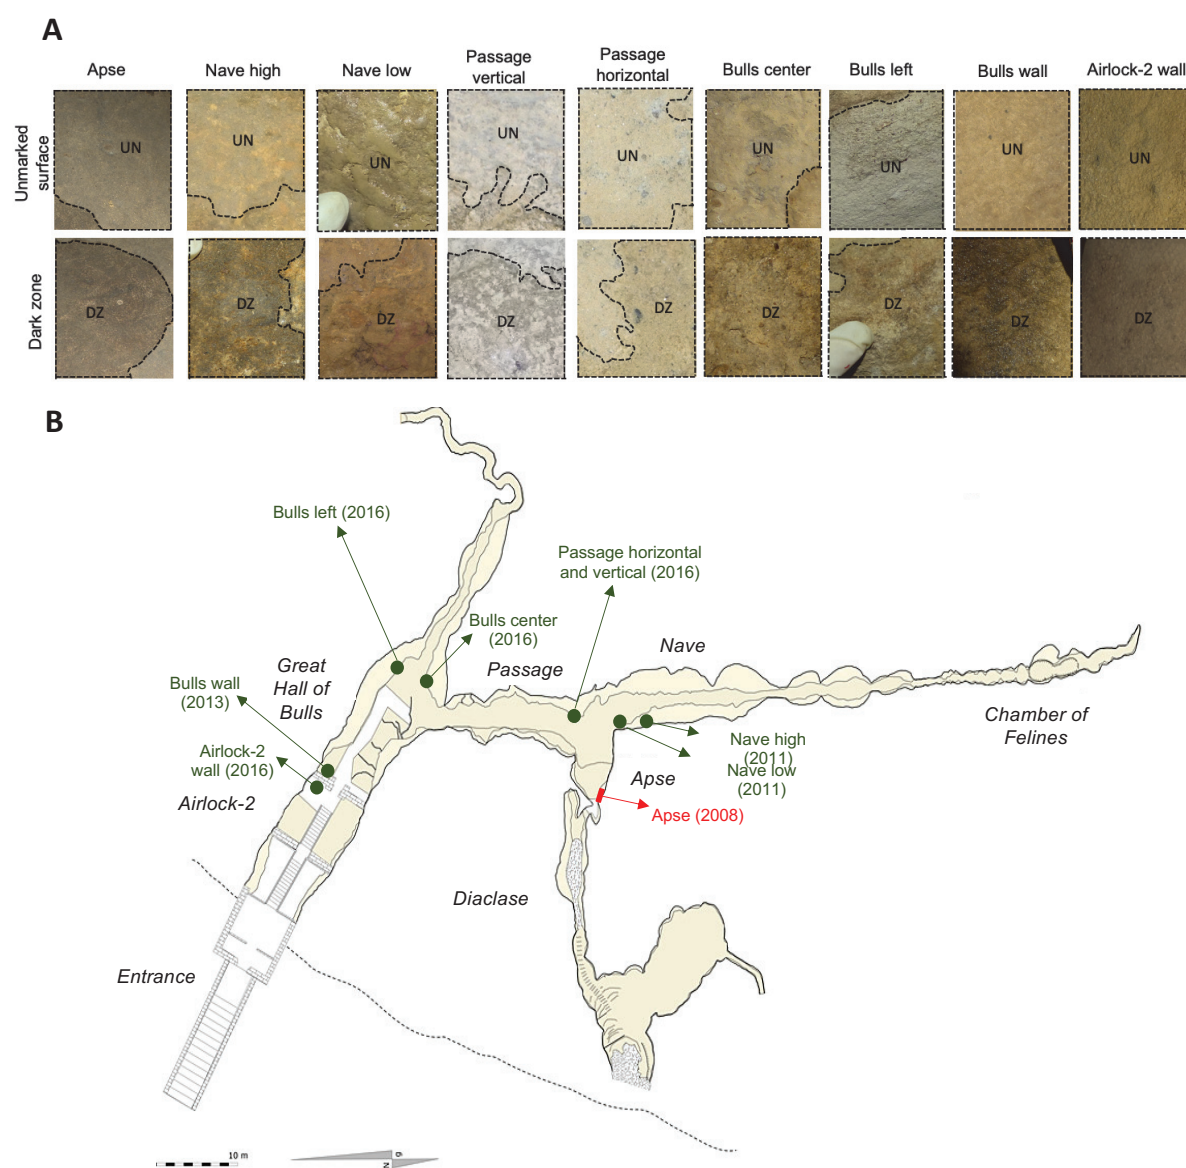 A
Apse
Nave high
Nave low
Passage
vertical
Passage
horizontal
Bulls center
Bulls left
Bulls wall
Airlock-2 wall
Unmarked
surface
UN
UN
UN
UN
UN
UN
UN
UN
UN
Dark zone
DZ
DZ
DZ
DZ
DZ
DZ
DZ
DZ
DZ
B
Bulls left (2016)
Passage horizontal
and vertical (2016)
Bulls center
(2016)
Nave
Passage
Great
Hall of
Bulls
Bulls wall
(2013)
Chamber of
Felines
Nave high
(2011)
Nave low
(2011)
Airlock-2
wall (2016)
Apse
Airlock-2
Apse (2008)
Diaclase
Entrance
10 m
N